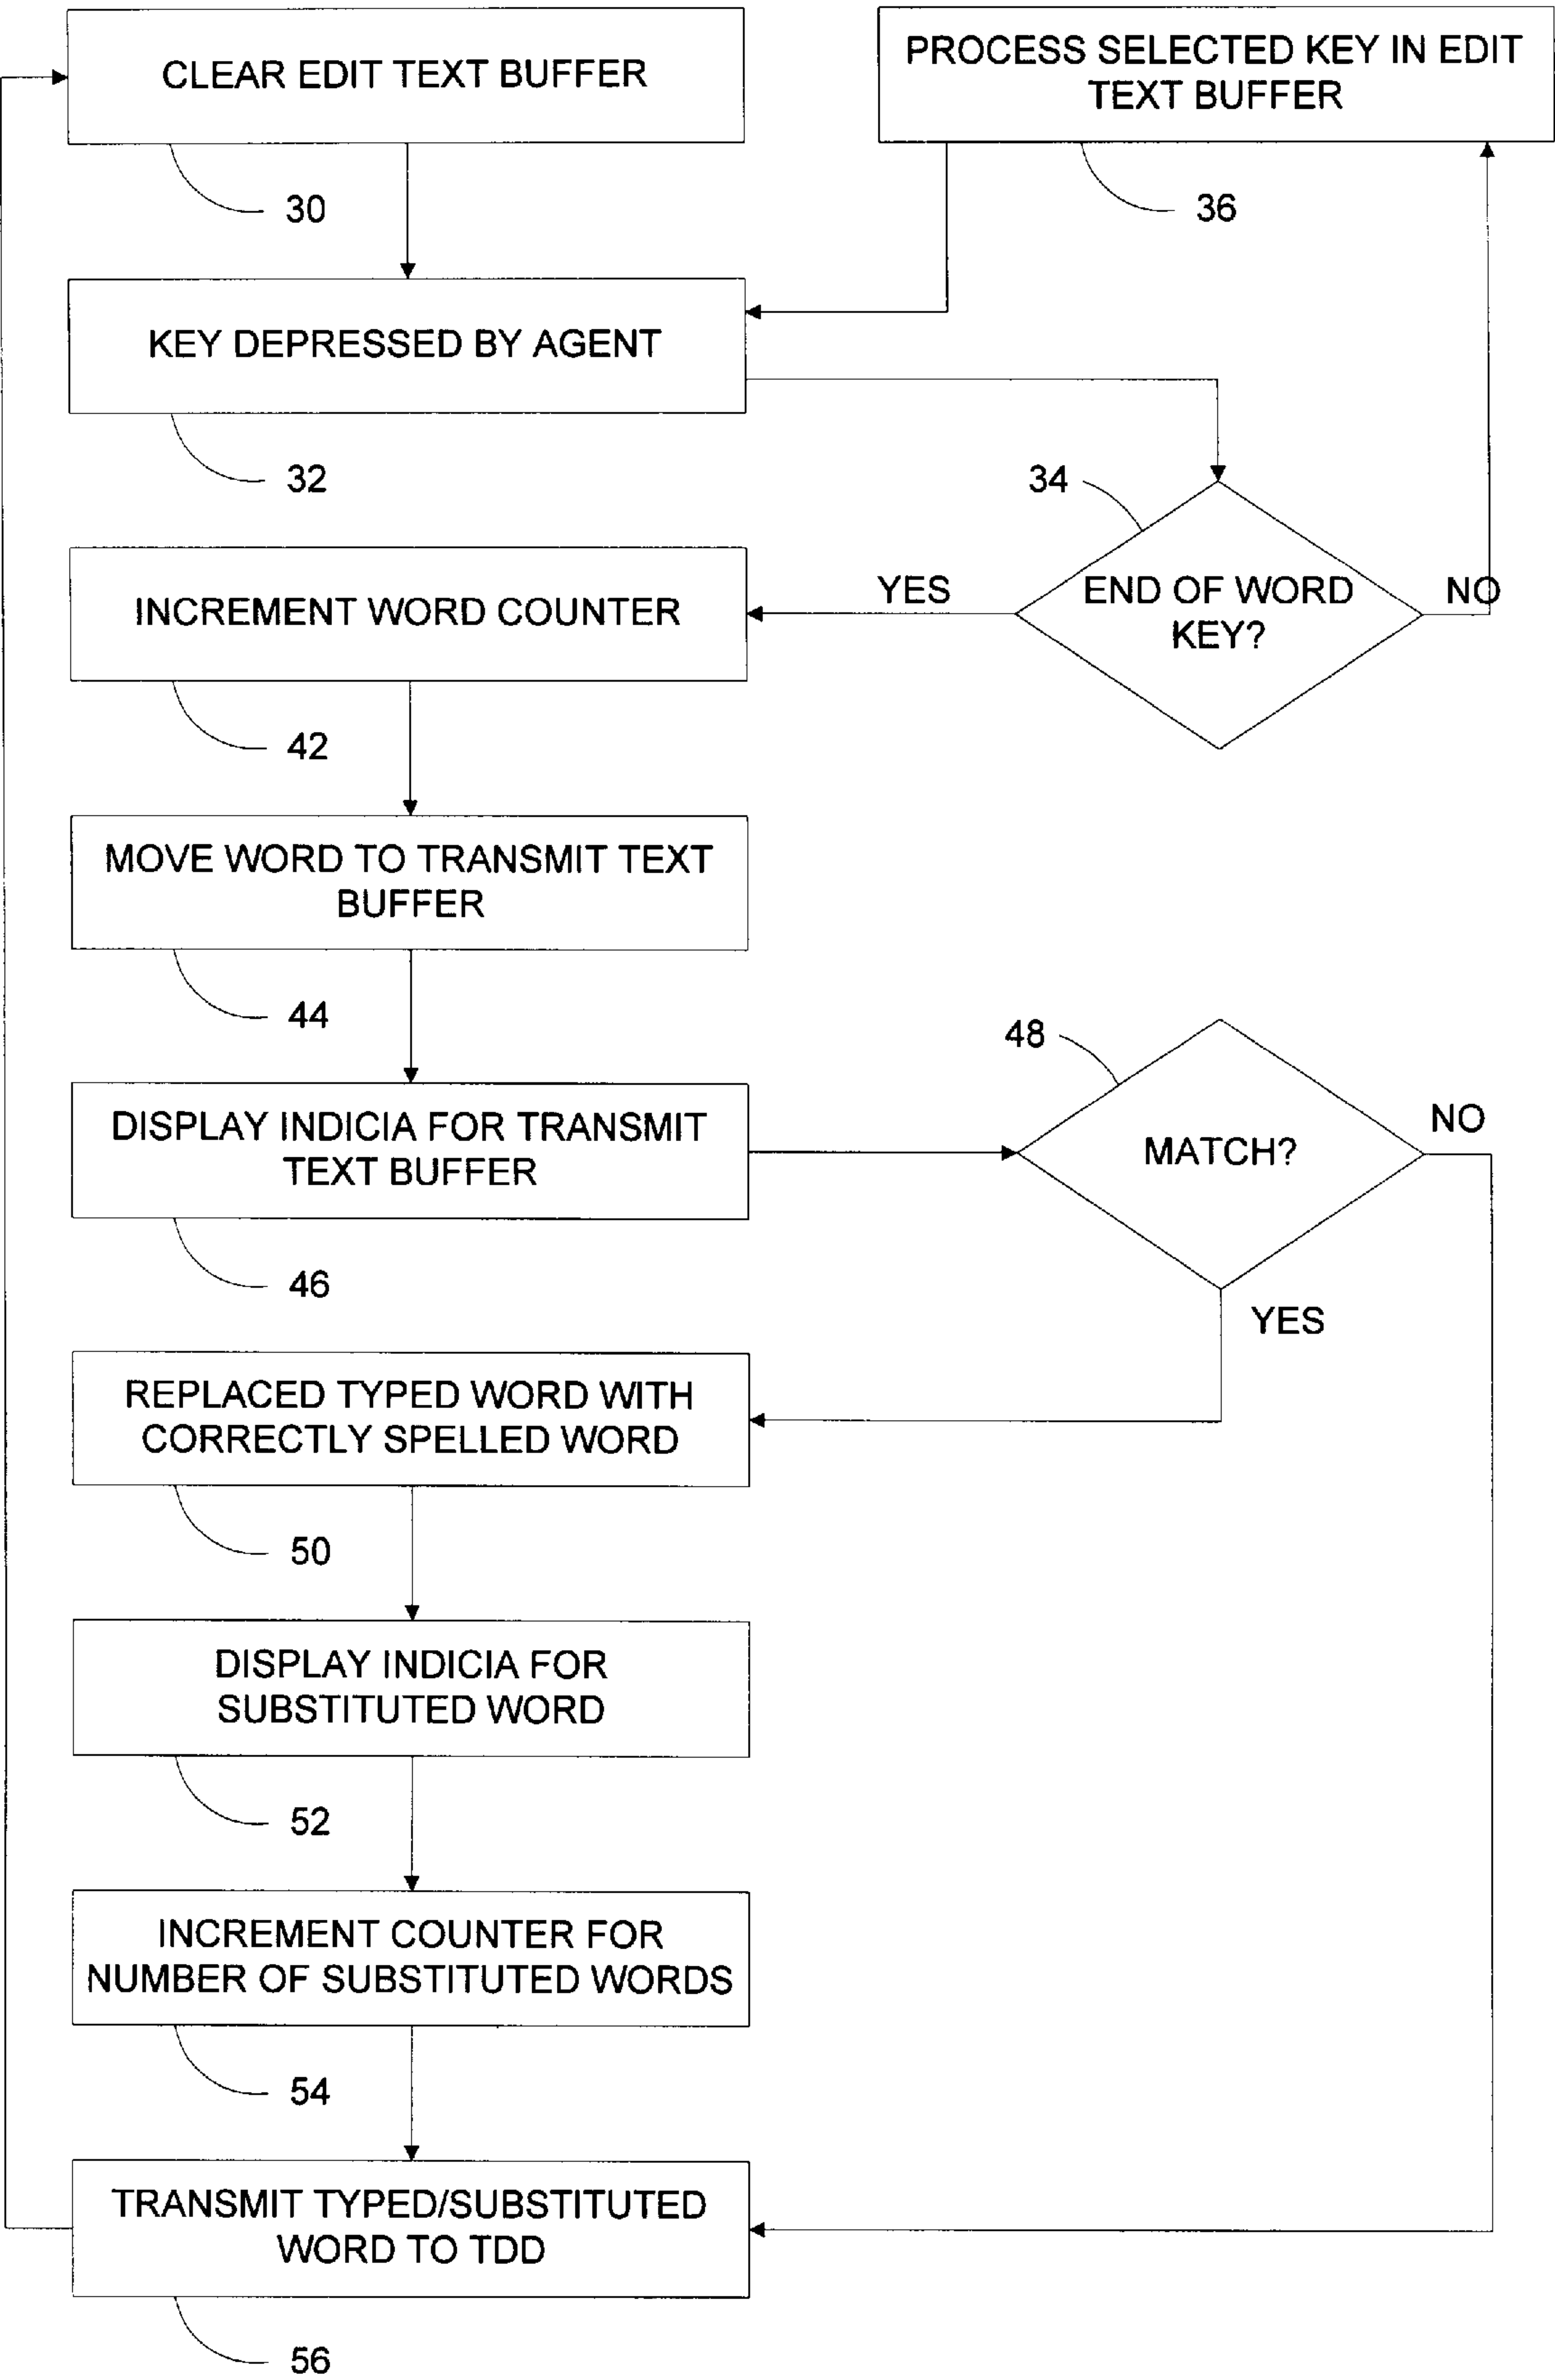 CLEAR EDIT TEXT BUFFER
30
PROCESS SELECTED KEY IN EDIT
TEXT BUFFER
36
KEY DEPRESSED BY AGENT
32
34
END OF WORD
KEY?
YES
NO
INCREMENT WORD COUNTER
42
MOVE WORD TO TRANSMIT TEXT
BUFFER
44
DISPLAY INDICIA FOR TRANSMIT
TEXT BUFFER
46
48
MATCH?
NO
YES
REPLACED TYPED WORD WITH
CORRECTLY SPELLED WORD
50
DISPLAY INDICIA FOR
SUBSTITUTED WORD
52
INCREMENT COUNTER FOR
NUMBER OF SUBSTITUTED WORDS
54
TRANSMIT TYPED/SUBSTITUTED
WORD TO TDD
56